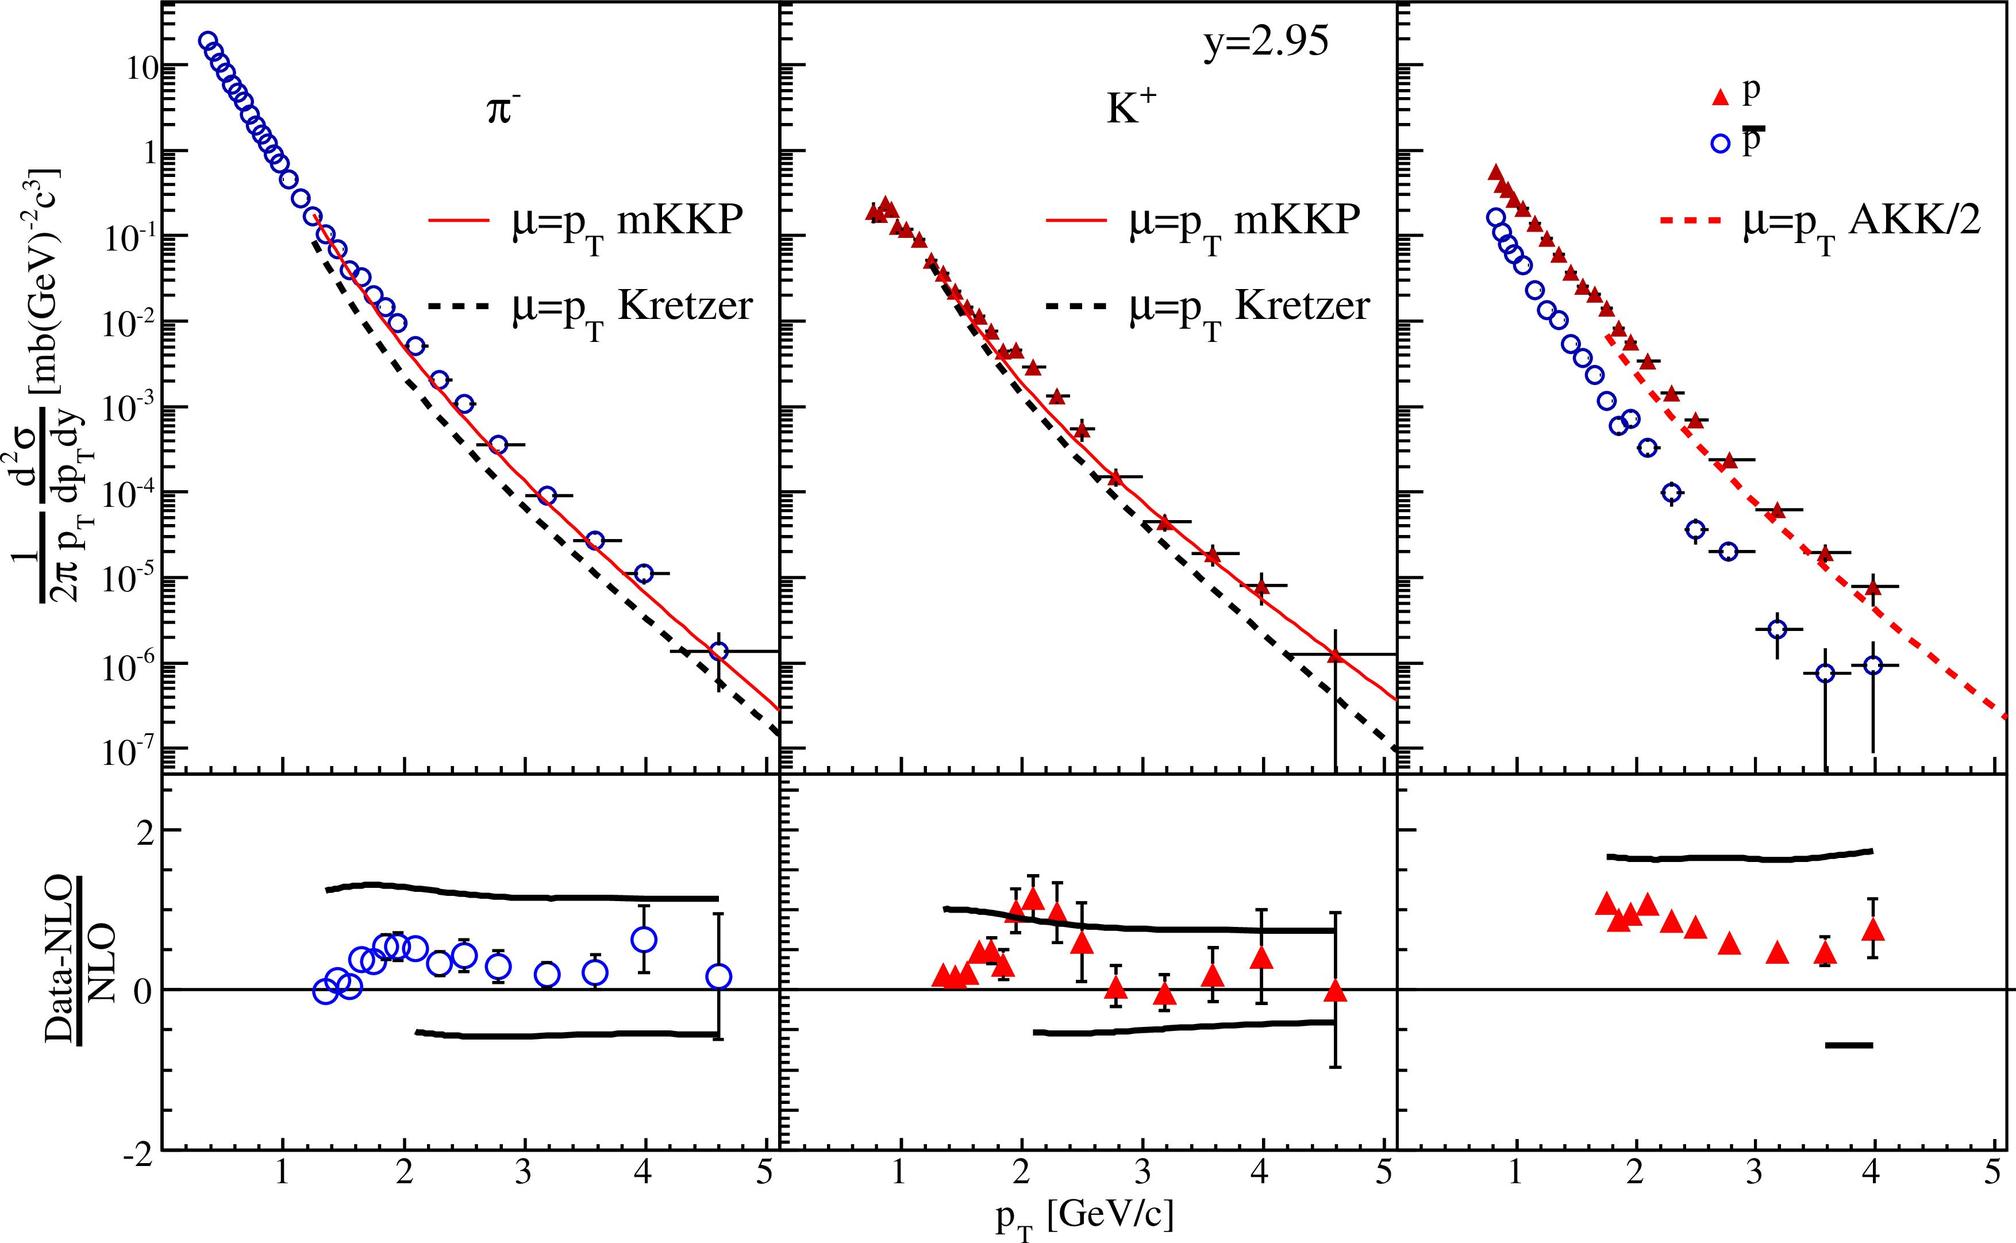 y=2.95
π⁻
K⁺
p
p̅
μ=p_T mKKP
μ=p_T Kretzer
μ=p_T mKKP
μ=p_T Kretzer
μ=p_T AKK/2
1/(2π p_T) d²σ/(dp_T dy) [mb(GeV)⁻²c³]
10
1
10⁻¹
10⁻²
10⁻³
10⁻⁴
10⁻⁵
10⁻⁶
10⁻⁷
Data-NLO
NLO
2
0
-2
1 2 3 4 5
1 2 3 4 5
1 2 3 4 5
p_T [GeV/c]